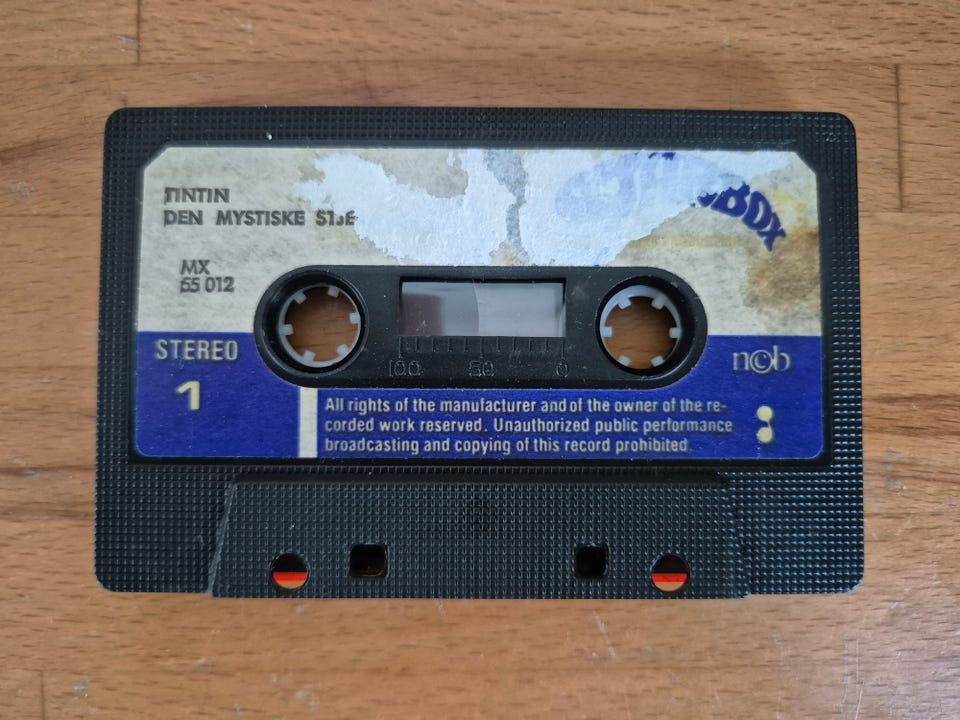 TINTIN
DEN MYSTISKE STJE
MX
55 012
STEREO
1
n©b
100 50 0
All rights of the manufacturer and of the owner of the re-
corded work reserved. Unauthorized public performance
broadcasting and copying of this record prohibited.